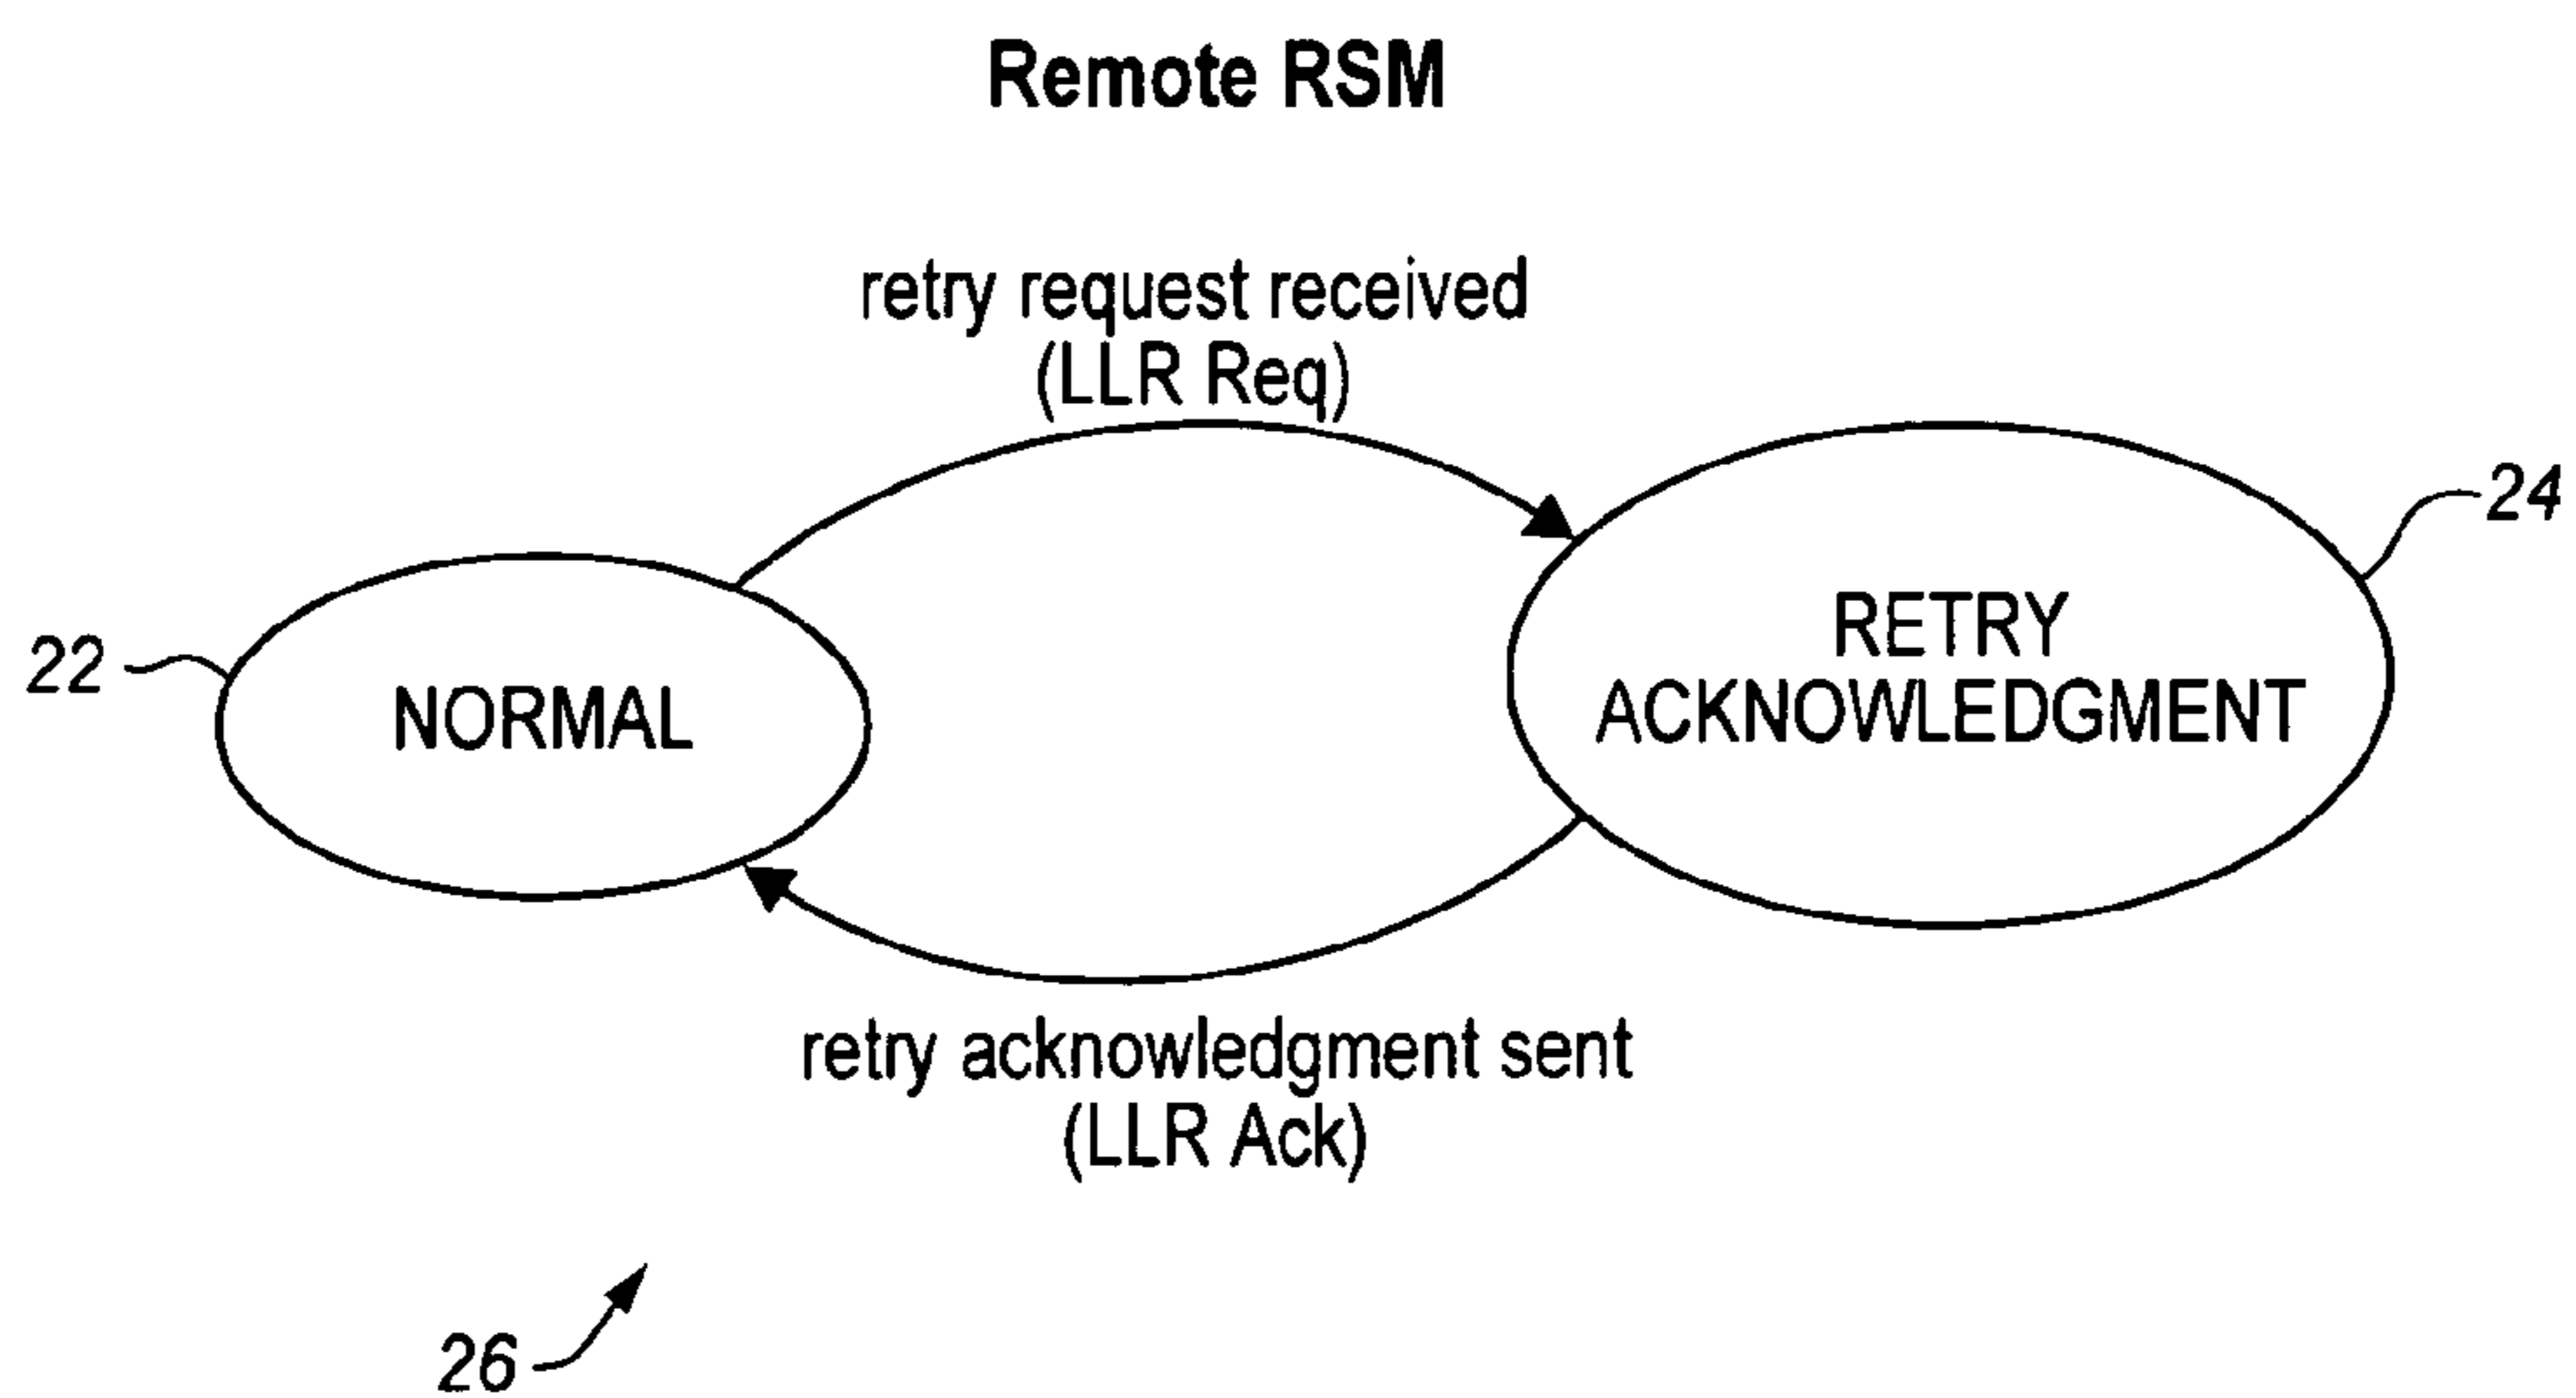 Remote RSM
retry request received
(LLR Req)
24
RETRY
ACKNOWLEDGMENT
22
NORMAL
retry acknowledgment sent
(LLR Ack)
26